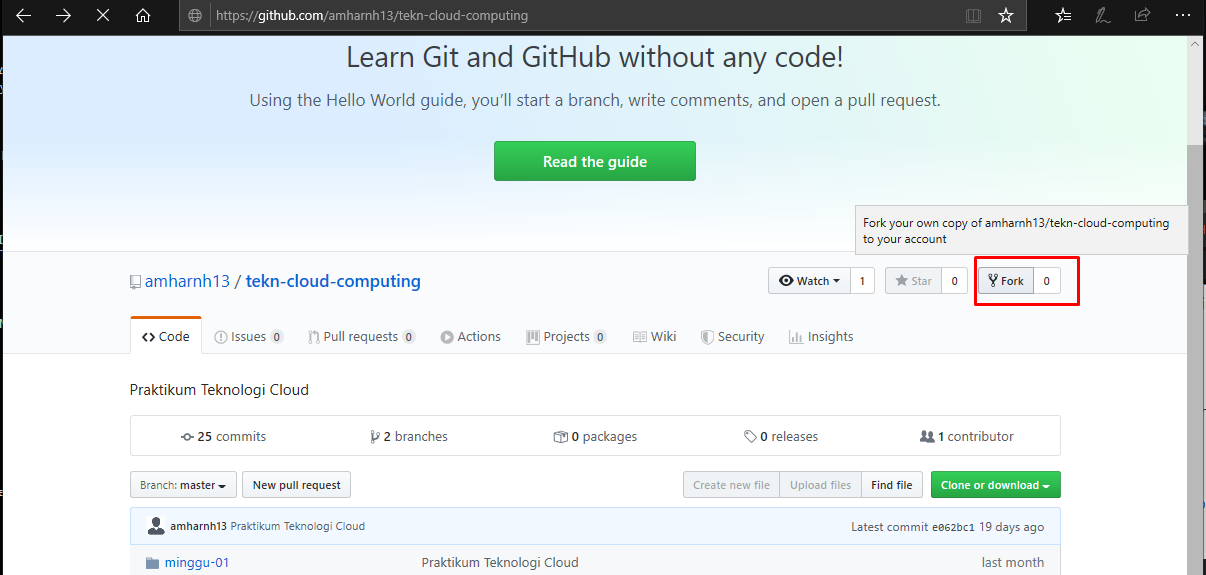 https://github.com/amharnh13/tekn-cloud-computing
Learn Git and GitHub without any code!
Using the Hello World guide, you’ll start a branch, write comments, and open a pull request.
Read the guide
Fork your own copy of amharnh13/tekn-cloud-computing
to your account
amharnh13 / tekn-cloud-computing
Watch 1 Star 0 Fork 0
Code Issues 0 Pull requests 0 Actions Projects 0 Wiki Security Insights
Praktikum Teknologi Cloud
25 commits 2 branches 0 packages 0 releases 1 contributor
Branch: master New pull request Create new file Upload files Find file Clone or download
amharnh13 Praktikum Teknologi Cloud Latest commit e062bc1 19 days ago
minggu-01 Praktikum Teknologi Cloud last month